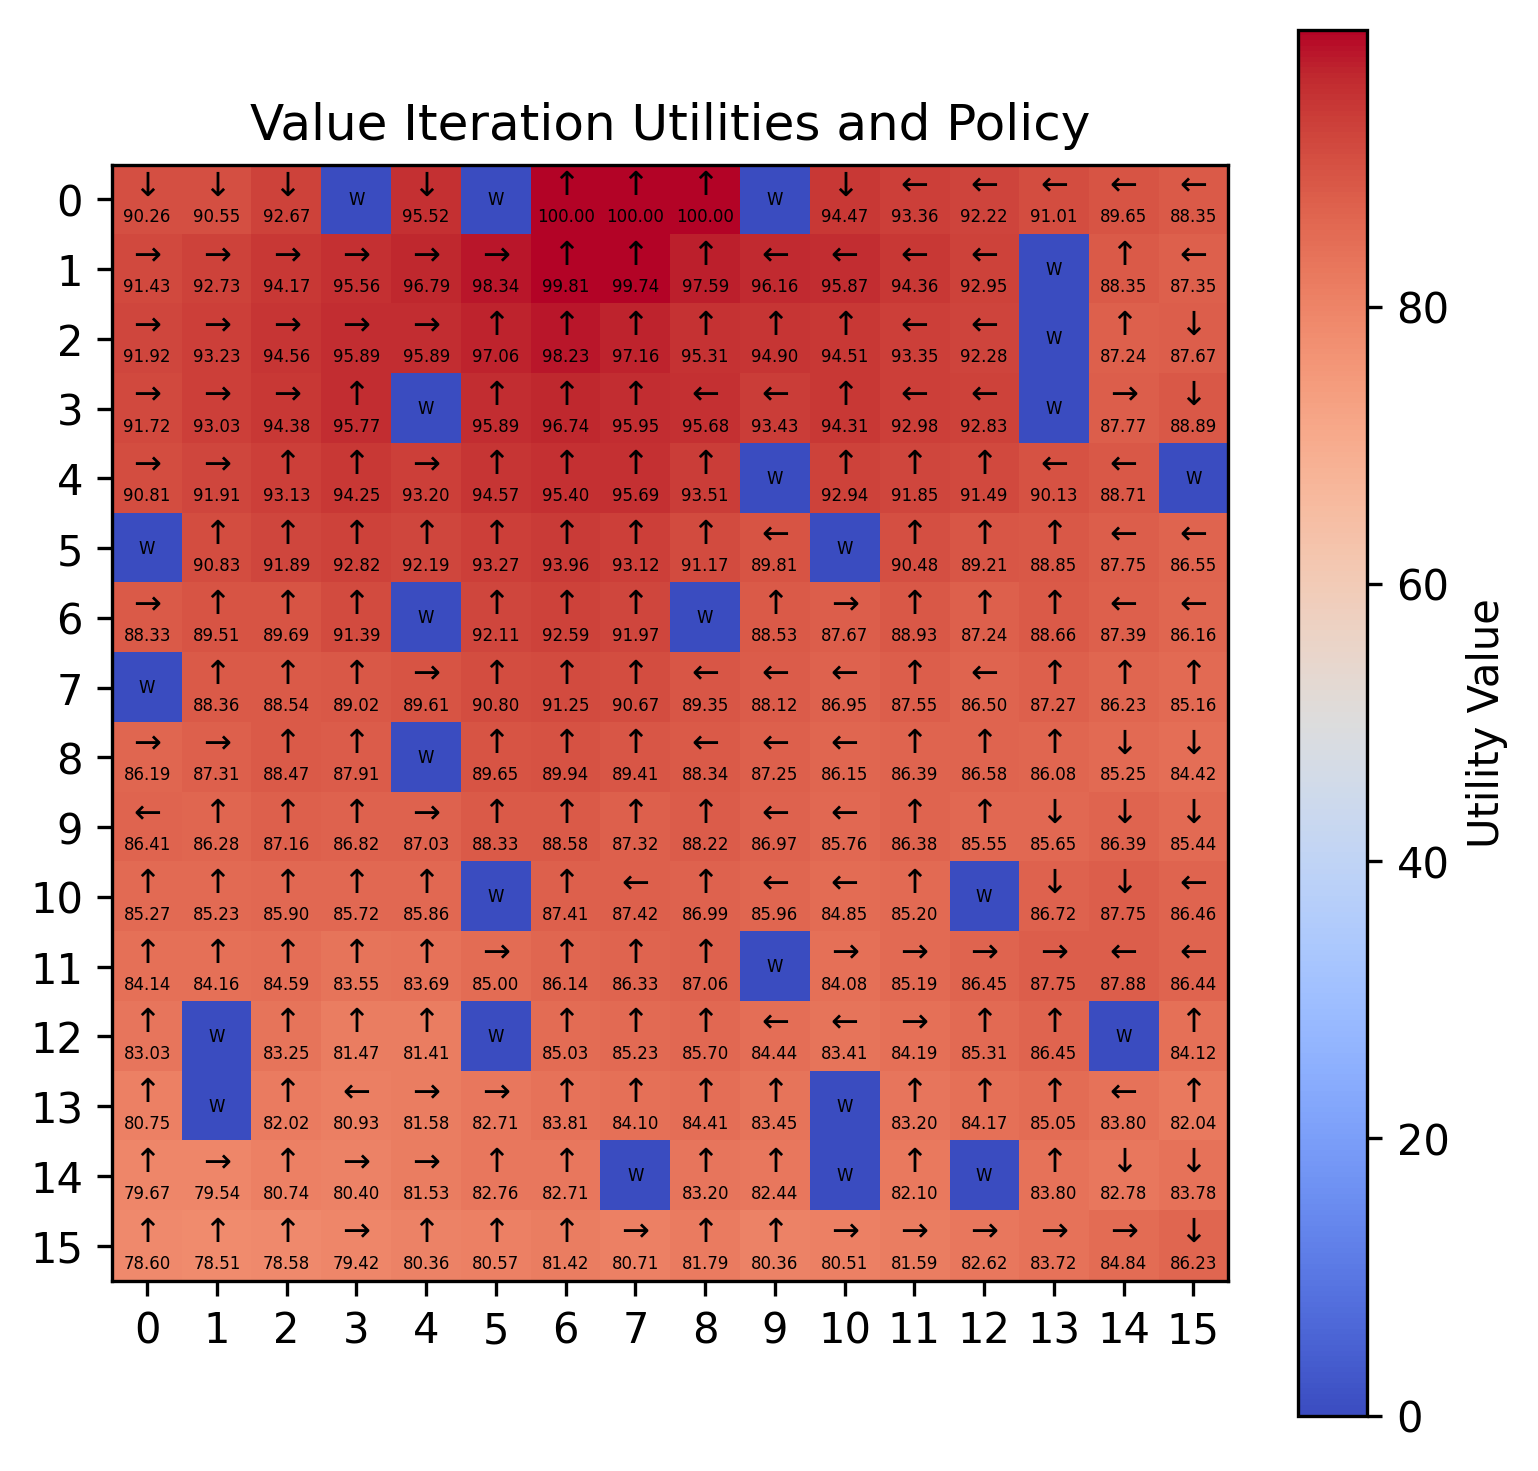 Value Iteration Utilities and Policy
0 ↓ ↓ ↓ W ↓ W ↑ ↑ ↑ W ↓ ← ← ← ← ←
90.26 90.55 92.67 95.52 100.00 100.00 100.00 94.47 93.36 92.22 91.01 89.65 88.35
1 → → → → → → ↑ ↑ ↑ ← ← ← ← W ↑ ←
91.43 92.73 94.17 95.56 96.79 98.34 99.81 99.74 97.59 96.16 95.87 94.36 92.95 88.35 87.35
2 → → → → → ↑ ↑ ↑ ↑ ↑ ↑ ← ← W ↑ ↓
91.92 93.23 94.56 95.89 95.89 97.06 98.23 97.16 95.31 94.90 94.51 93.35 92.28 87.24 87.67
3 → → → ↑ W ↑ ↑ ↑ ← ← ↑ ← ← W → ↓
91.72 93.03 94.38 95.77 95.89 96.74 95.95 95.68 93.43 94.31 92.98 92.83 87.77 88.89
4 → → ↑ ↑ → ↑ ↑ ↑ ↑ W ↑ ↑ ↑ ← ← W
90.81 91.91 93.13 94.25 93.20 94.57 95.40 95.69 93.51 92.94 91.85 91.49 90.13 88.71
5 W ↑ ↑ ↑ ↑ ↑ ↑ ↑ ↑ ← W ↑ ↑ ↑ ← ←
90.83 91.89 92.82 92.19 93.27 93.96 93.12 91.17 89.81 90.48 89.21 88.85 87.75 86.55
6 → ↑ ↑ ↑ W ↑ ↑ ↑ W ↑ → ↑ ↑ ↑ ← ←
88.33 89.51 89.69 91.39 92.11 92.59 91.97 88.53 87.67 88.93 87.24 88.66 87.39 86.16
7 W ↑ ↑ ↑ → ↑ ↑ ↑ ← ← ← ↑ ← ↑ ↑ ↑
88.36 88.54 89.02 89.61 90.80 91.25 90.67 89.35 88.12 86.95 87.55 86.50 87.27 86.23 85.16
8 → → ↑ ↑ W ↑ ↑ ↑ ← ← ← ↑ ↑ ↑ ↓ ↓
86.19 87.31 88.47 87.91 89.65 89.94 89.41 88.34 87.25 86.15 86.39 86.58 86.08 85.25 84.42
9 ← ↑ ↑ ↑ → ↑ ↑ ↑ ↑ ← ← ↑ ↑ ↓ ↓ ↓
86.41 86.28 87.16 86.82 87.03 88.33 88.58 87.32 88.22 86.97 85.76 86.38 85.55 85.65 86.39 85.44
10 ↑ ↑ ↑ ↑ ↑ W ↑ ← ↑ ← ← ↑ W ↓ ↓ ←
85.27 85.23 85.90 85.72 85.86 87.41 87.42 86.99 85.96 84.85 85.20 86.72 87.75 86.46
11 ↑ ↑ ↑ ↑ ↑ → ↑ ↑ ↑ W → → → → ← ←
84.14 84.16 84.59 83.55 83.69 85.00 86.14 86.33 87.06 84.08 85.19 86.45 87.75 87.88 86.44
12 ↑ W ↑ ↑ ↑ W ↑ ↑ ↑ ← ← → ↑ ↑ W ↑
83.03 83.25 81.47 81.41 85.03 85.23 85.70 84.44 83.41 84.19 85.31 86.45 84.12
13 ↑ W ↑ ← → → ↑ ↑ ↑ ↑ W ↑ ↑ ↑ ← ↑
80.75 82.02 80.93 81.58 82.71 83.81 84.10 84.41 83.45 83.20 84.17 85.05 83.80 82.04
14 ↑ → ↑ → → ↑ ↑ W ↑ ↑ W ↑ W ↑ ↓ ↓
79.67 79.54 80.74 80.40 81.53 82.76 82.71 83.20 82.44 82.10 83.80 82.78 83.78
15 ↑ ↑ ↑ → ↑ ↑ ↑ → ↑ ↑ → → → → → ↓
78.60 78.51 78.58 79.42 80.36 80.57 81.42 80.71 81.79 80.36 80.51 81.59 82.62 83.72 84.84 86.23
0 1 2 3 4 5 6 7 8 9 10 11 12 13 14 15
80
60
40
20
0
Utility Value